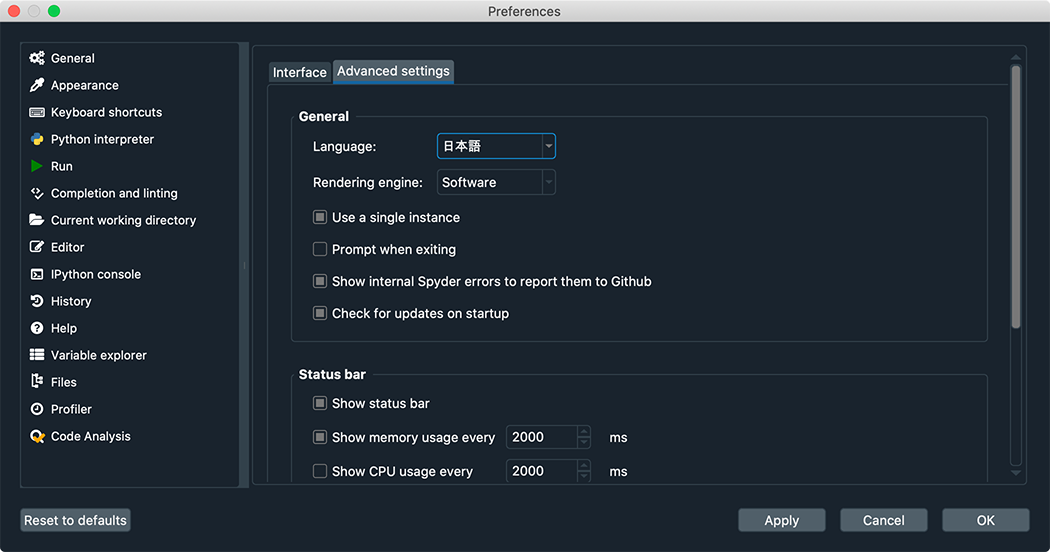 Preferences
General
Appearance
Keyboard shortcuts
Python interpreter
Run
Completion and linting
Current working directory
Editor
IPython console
History
Help
Variable explorer
Files
Profiler
Code Analysis
Interface Advanced settings
General
Language: 日本語
Rendering engine: Software
Use a single instance
Prompt when exiting
Show internal Spyder errors to report them to Github
Check for updates on startup
Status bar
Show status bar
Show memory usage every 2000 ms
Show CPU usage every 2000 ms
Reset to defaults Apply Cancel OK